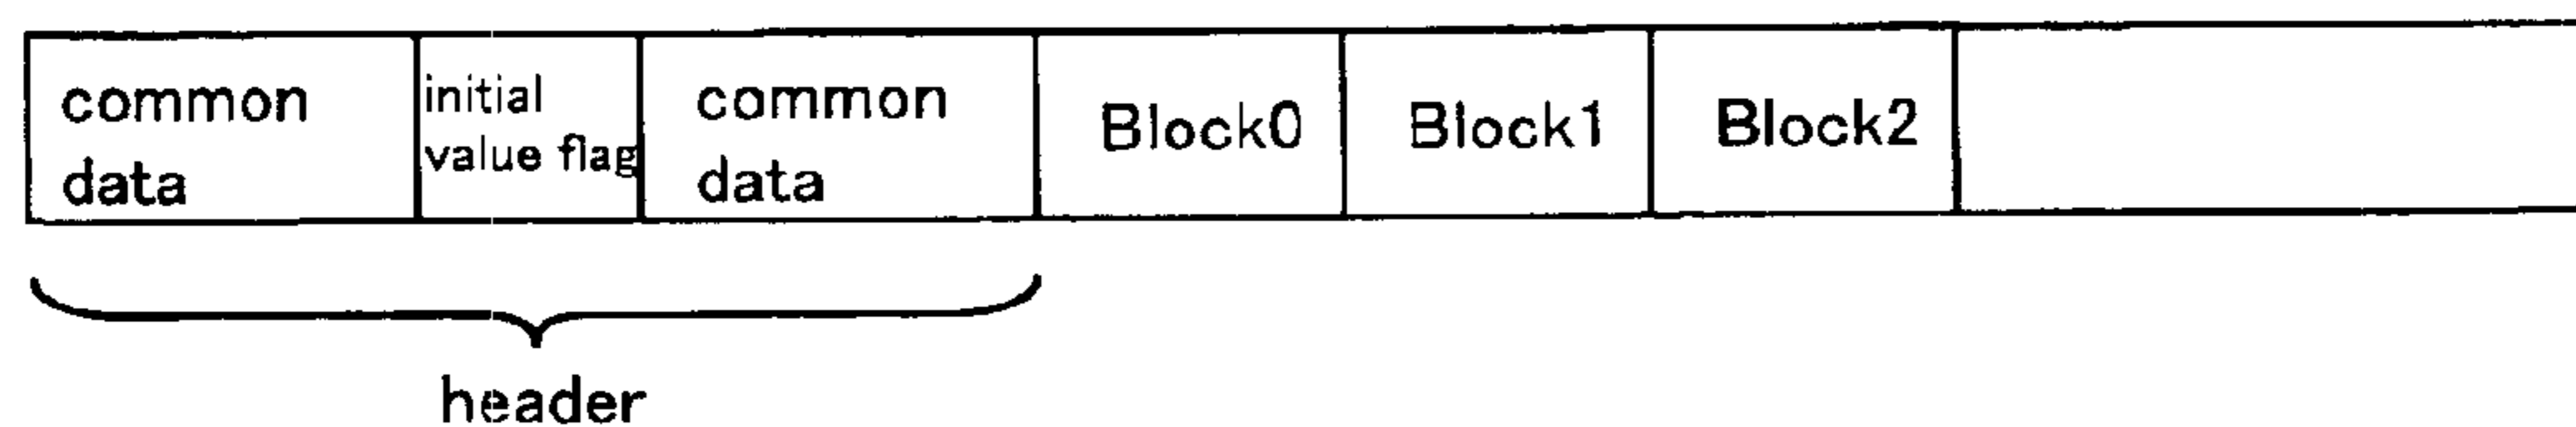 common
data
initial
value flag
common
data
Block0
Block1
Block2
header